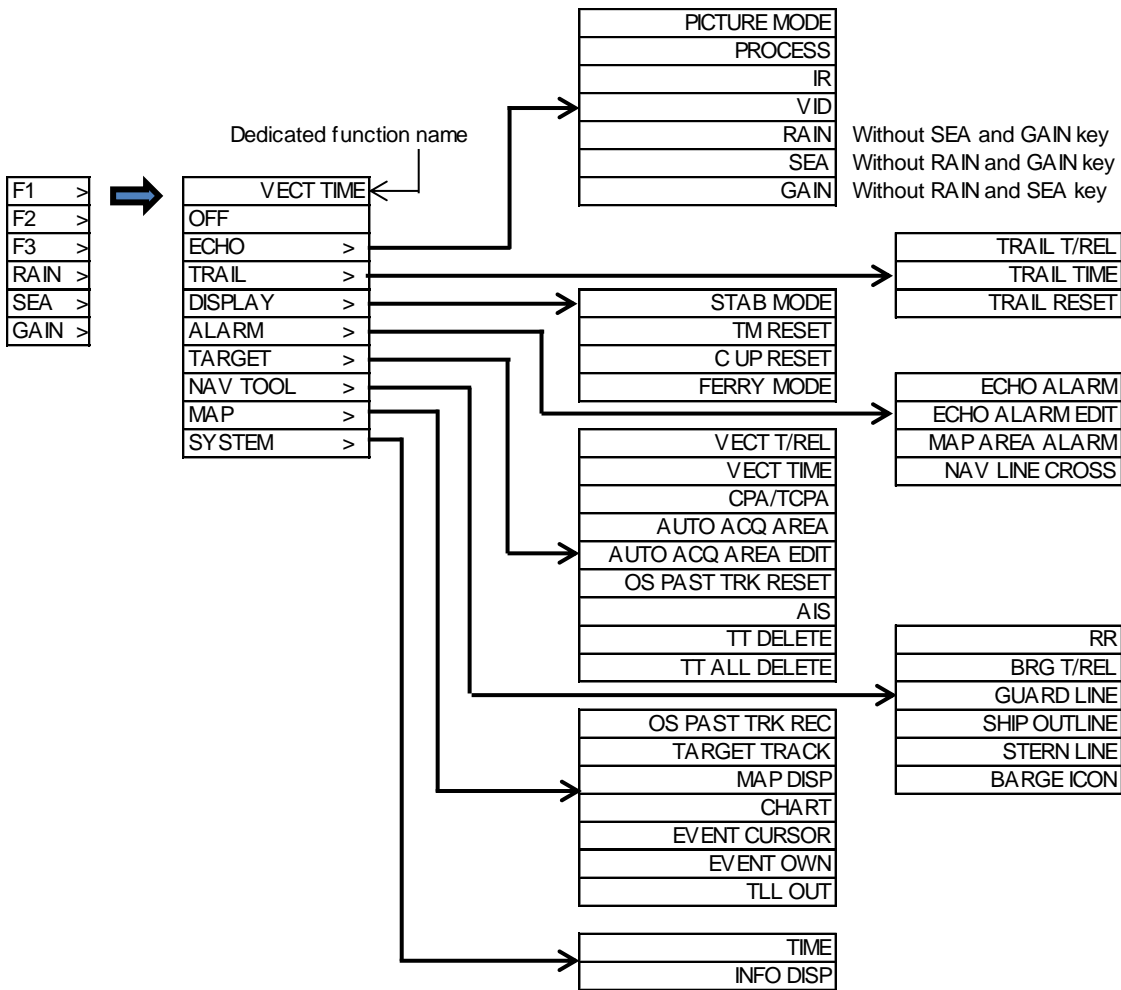 Dedicated function name
F1 >
F2 >
F3 >
RAIN >
SEA >
GAIN >
VECT TIME
OFF
ECHO >
TRAIL >
DISPLAY >
ALARM >
TARGET >
NAV TOOL >
MAP >
SYSTEM >
PICTURE MODE
PROCESS
IR
VID
RAIN Without SEA and GAIN key
SEA Without RAIN and GAIN key
GAIN Without RAIN and SEA key
TRAIL T/REL
TRAIL TIME
TRAIL RESET
STAB MODE
TM RESET
C UP RESET
FERRY MODE
ECHO ALARM
ECHO ALARM EDIT
MAP AREA ALARM
NAV LINE CROSS
VECT T/REL
VECT TIME
CPA/TCPA
AUTO ACQ AREA
AUTO ACQ AREA EDIT
OS PAST TRK RESET
AIS
TT DELETE
TT ALL DELETE
RR
BRG T/REL
GUARD LINE
SHIP OUTLINE
STERN LINE
BARGE ICON
OS PAST TRK REC
TARGET TRACK
MAP DISP
CHART
EVENT CURSOR
EVENT OWN
TLL OUT
TIME
INFO DISP